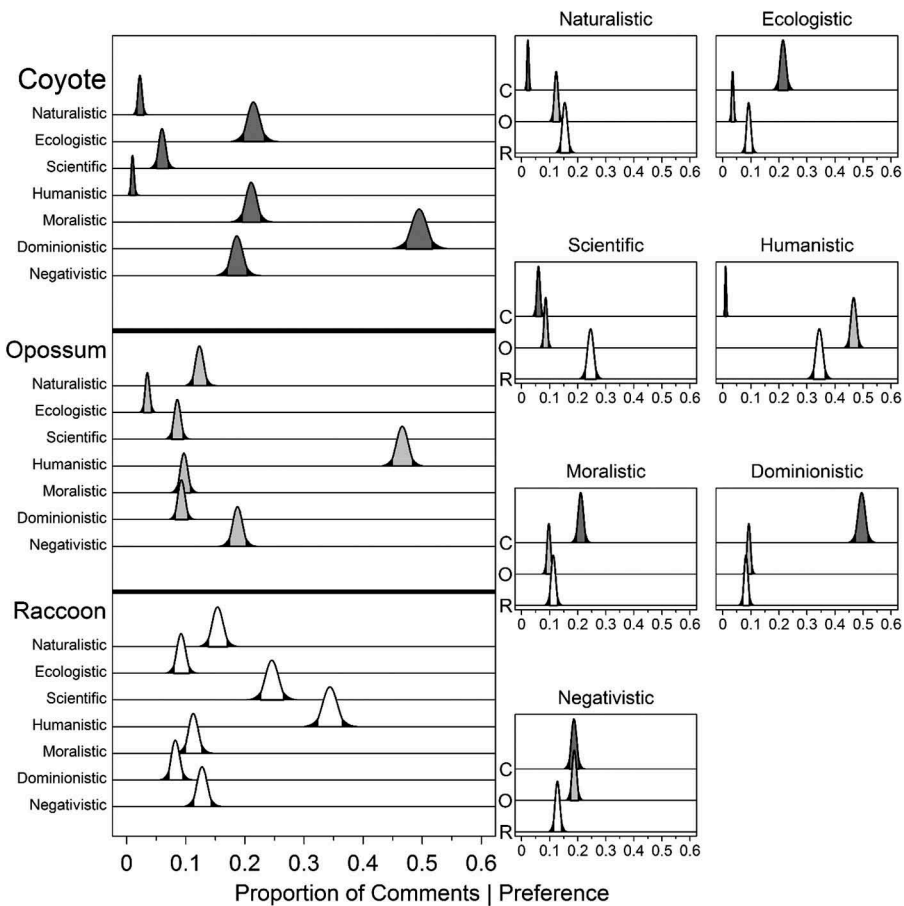 Coyote
Naturalistic
Ecologistic
Scientific
Humanistic
Moralistic
Dominionistic
Negativistic
Opossum
Naturalistic
Ecologistic
Scientific
Humanistic
Moralistic
Dominionistic
Negativistic
Raccoon
Naturalistic
Ecologistic
Scientific
Humanistic
Moralistic
Dominionistic
Negativistic
0 0.1 0.2 0.3 0.4 0.5 0.6
Proportion of Comments | Preference
Naturalistic
C
O
R
0 0.1 0.2 0.3 0.4 0.5 0.6
Ecologistic
0 0.1 0.2 0.3 0.4 0.5 0.6
Scientific
C
O
R
0 0.1 0.2 0.3 0.4 0.5 0.6
Humanistic
0 0.1 0.2 0.3 0.4 0.5 0.6
Moralistic
C
O
R
0 0.1 0.2 0.3 0.4 0.5 0.6
Dominionistic
0 0.1 0.2 0.3 0.4 0.5 0.6
Negativistic
C
O
R
0 0.1 0.2 0.3 0.4 0.5 0.6